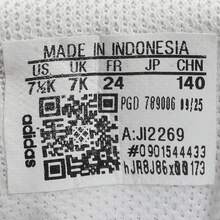 MADE IN INDONESIA
US UK FR JP CHN
7½K 7K 24 140
PGD 789006 09/25
adidas
A:JI2269
#0901544433
hJR8J86x00173